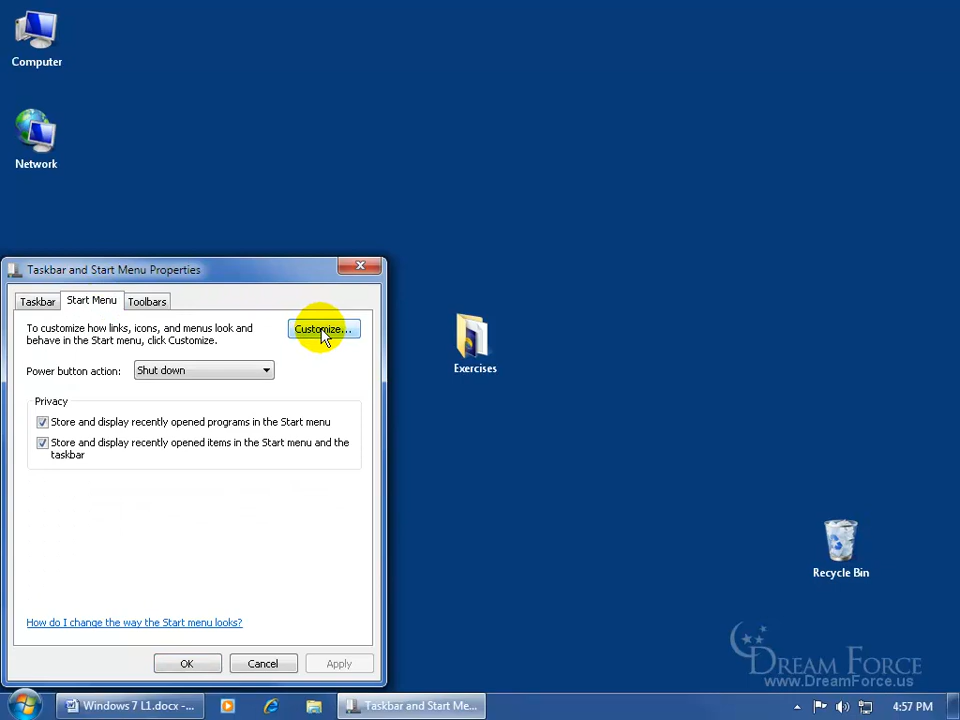 Computer
Network
Taskbar and Start Menu Properties
Taskbar
Start Menu
Toolbars
To customize how links, icons, and menus look and
behave in the Start menu, click Customize.
Customize...
Power button action:
Shut down
Privacy
Store and display recently opened programs in the Start menu
Store and display recently opened items in the Start menu and the
taskbar
How do I change the way the Start menu looks?
OK
Cancel
Apply
Exercises
Recycle Bin
DREAM FORCE
www.DreamForce.us
Windows 7 L1.docx -...
Taskbar and Start Me...
4:57 PM